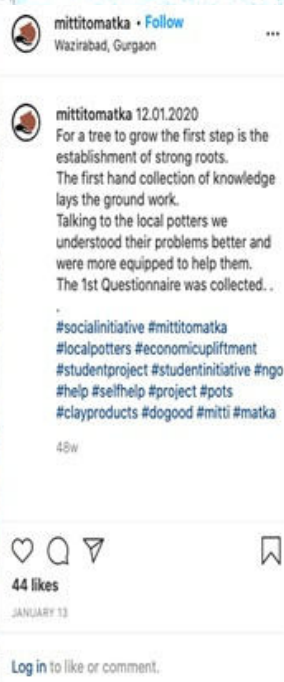 mittitomatka • Follow
Wazirabad, Gurgaon
mittitomatka 12.01.2020
For a tree to grow the first step is the
establishment of strong roots.
The first hand collection of knowledge
lays the ground work.
Talking to the local potters we
understood their problems better and
were more equipped to help them.
The 1st Questionnaire was collected. .
.
#socialinitiative #mittitomatka
#localpotters #economicupliftment
#studentproject #studentinitiative #ngo
#help #selfhelp #project #pots
#clayproducts #dogood #mitti #matka
48w
44 likes
JANUARY 13
Log in to like or comment.